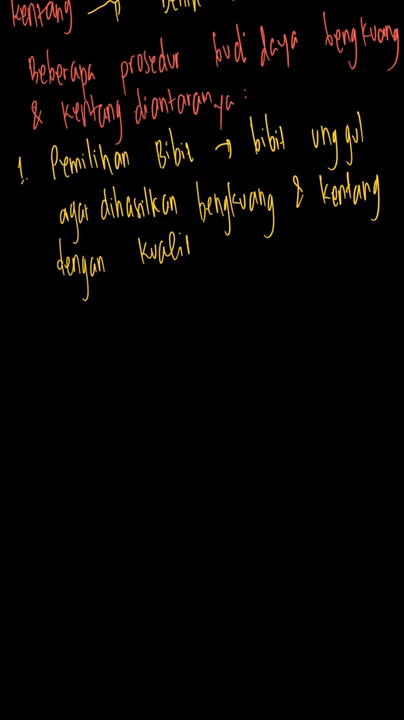 kentang →
Beberapa prosedur budi daya bengkuang
& kentang diantaranya :
1. Pemilihan Bibit → bibit unggul
agar dihasilkan bengkuang & kentang
dengan kualit